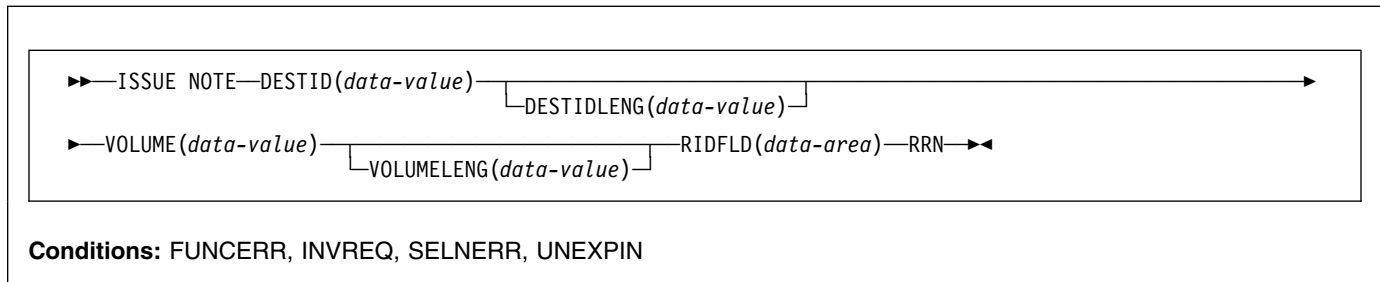 ISSUE NOTE DESTID(data-value)
DESTIDLENG(data-value)
VOLUME(data-value) RIDFLD(data-area) RRN
VOLUMELENG(data-value)
Conditions: FUNCERR, INVREQ, SELNERR, UNEXPIN